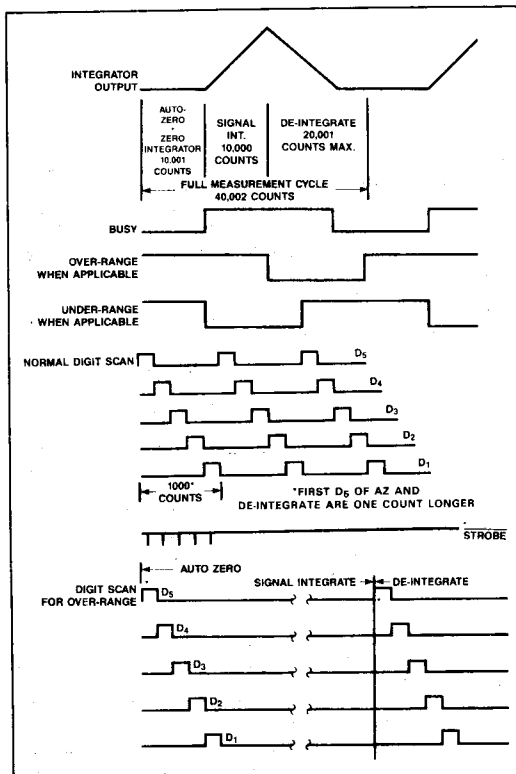 INTEGRATOR
OUTPUT
AUTO-
ZERO
+
ZERO
INTEGRATOR
10,001
COUNTS
SIGNAL
INT.
10,000
COUNTS
DE-INTEGRATE
20,001
COUNTS MAX.
FULL MEASUREMENT CYCLE
40,002 COUNTS
BUSY
OVER-RANGE
WHEN APPLICABLE
UNDER-RANGE
WHEN APPLICABLE
NORMAL DIGIT SCAN
D5
D4
D3
D2
D1
1000*
COUNTS
*FIRST D5 OF AZ AND
DE-INTEGRATE ARE ONE COUNT LONGER
STROBE
AUTO ZERO
SIGNAL INTEGRATE
DE-INTEGRATE
DIGIT SCAN
FOR OVER-RANGE
D5
D4
D3
D2
D1